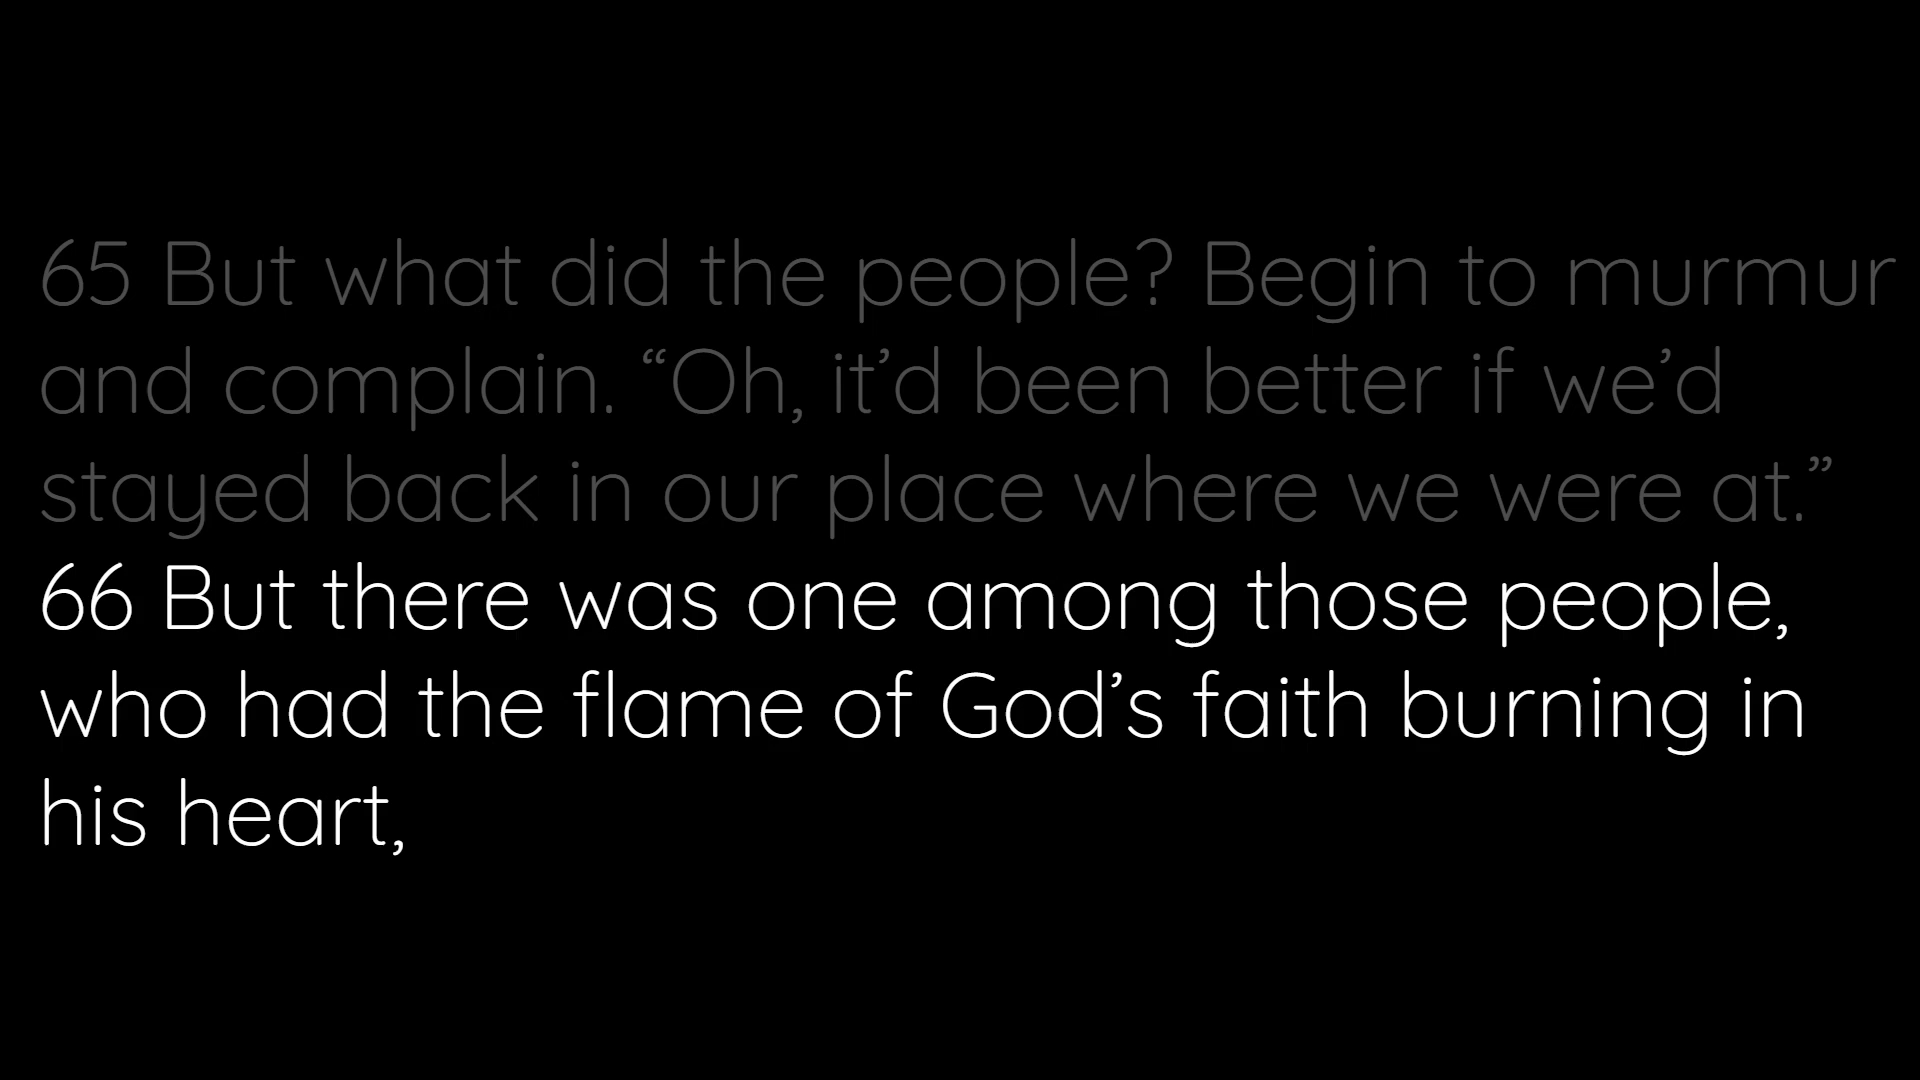 65 But what did the people? Begin to murmur
and complain. “Oh, it’d been better if we’d
stayed back in our place where we were at.”
66 But there was one among those people,
who had the flame of God’s faith burning in
his heart,